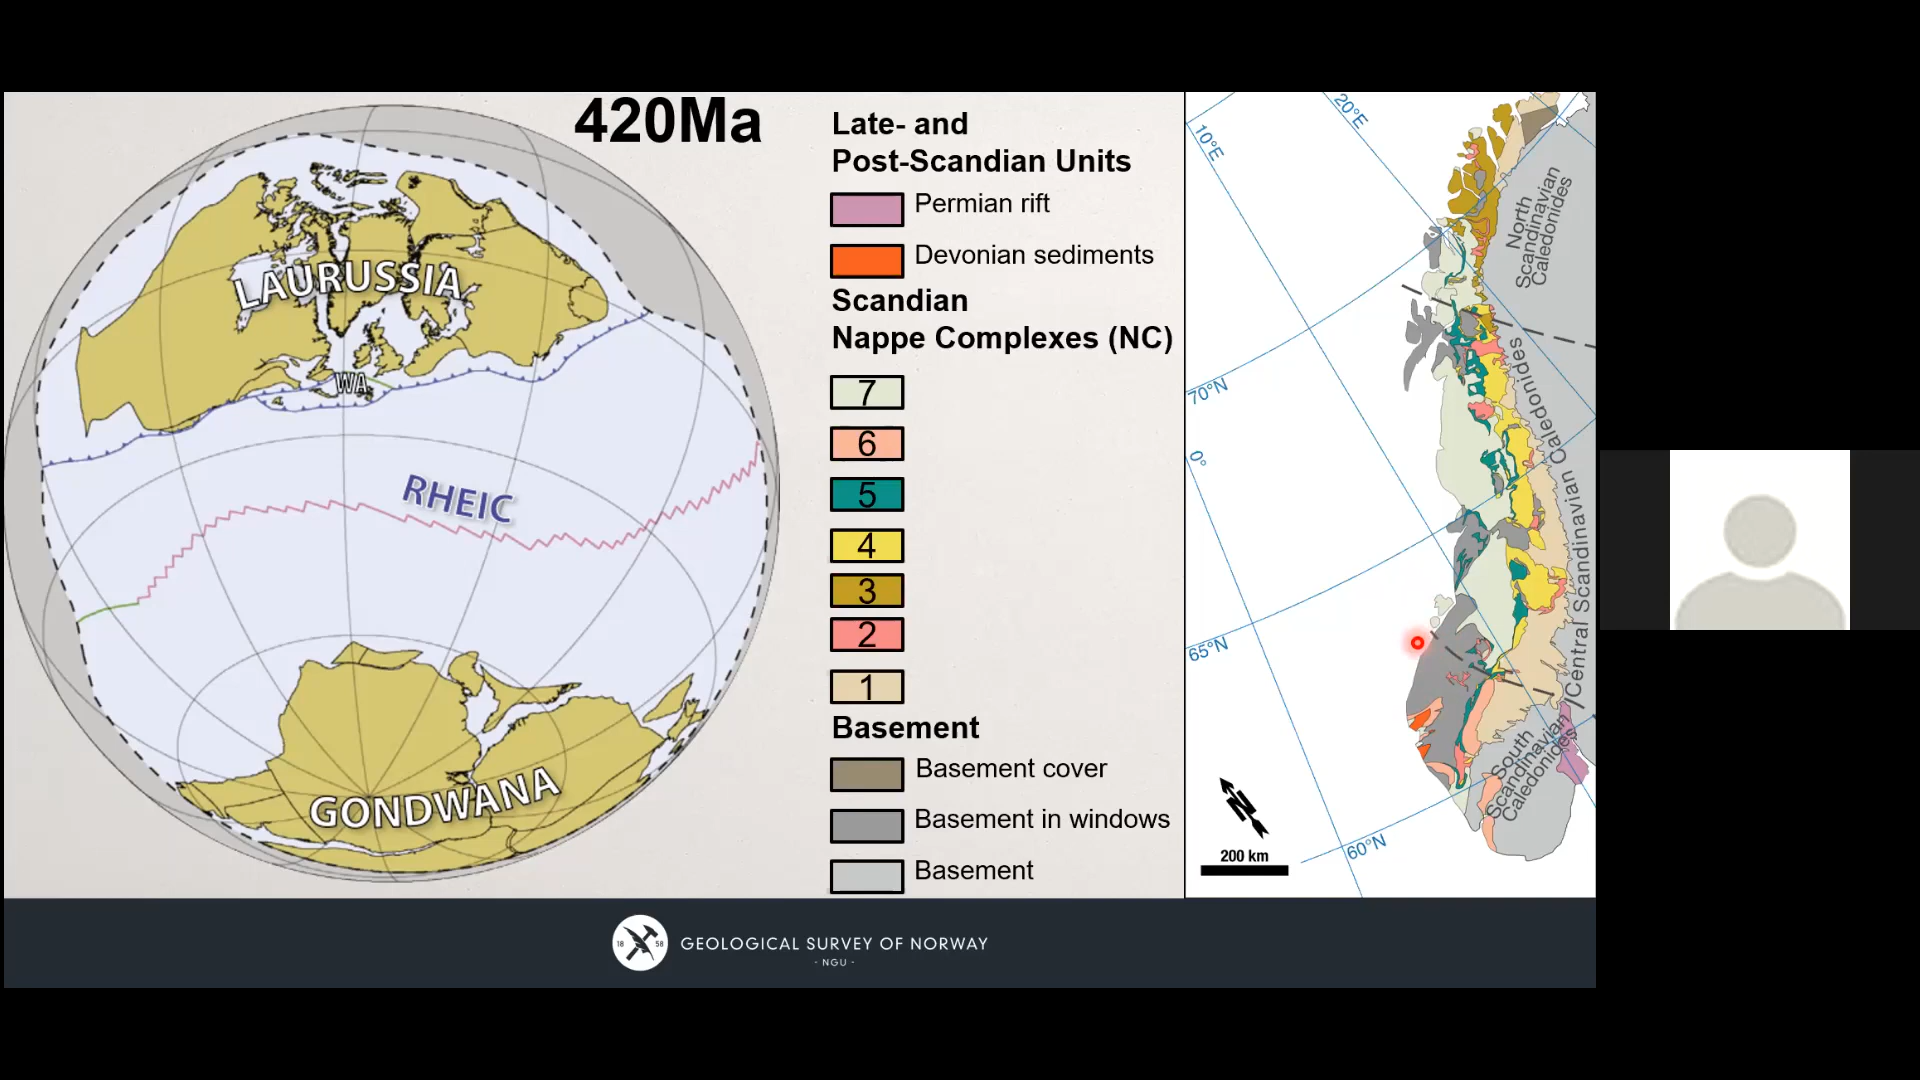 420Ma
LAURUSSIA
WA
RHEIC
GONDWANA
Late- and
Post-Scandian Units
Permian rift
Devonian sediments
Scandian
Nappe Complexes (NC)
7
6
5
4
3
2
1
Basement
Basement cover
Basement in windows
Basement
10°E
20°E
70°N
0°
65°N
60°N
North
Scandinavian
Caledonides
Central Scandinavian Caledonides
South
Scandinavian
Caledonides
N
200 km
18 58
GEOLOGICAL SURVEY OF NORWAY
- NGU -